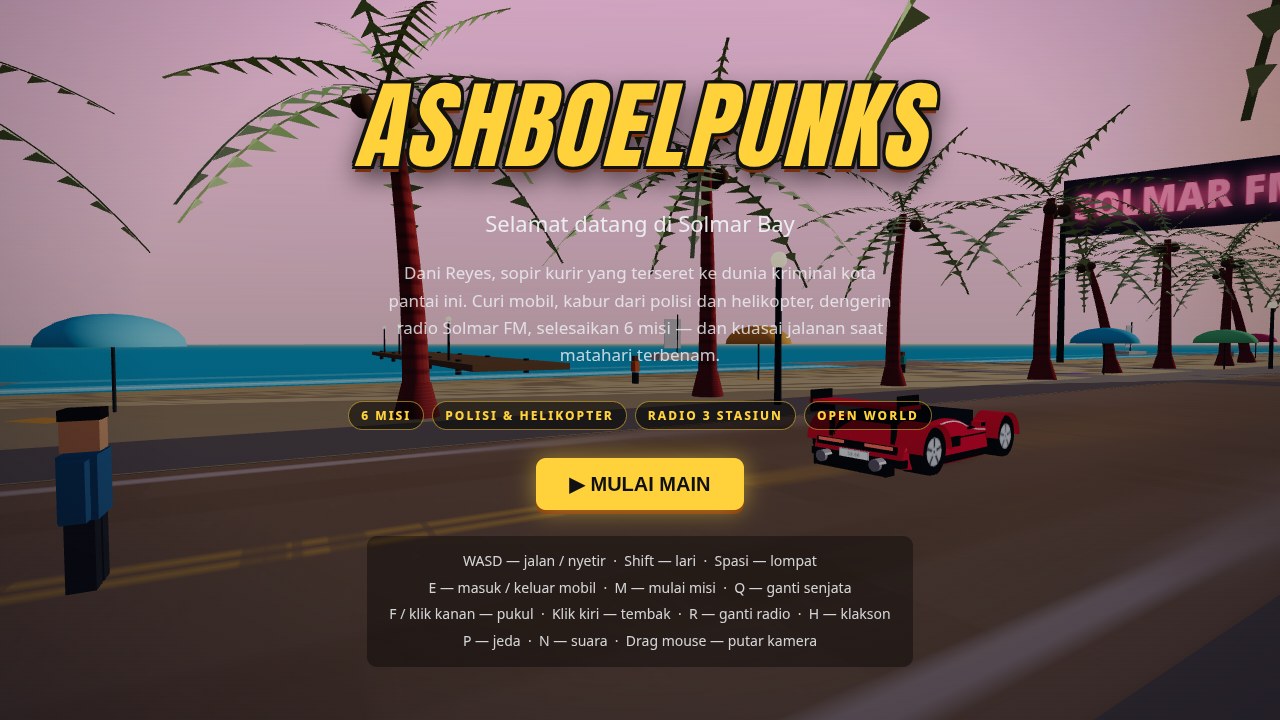 ASHBOELPUNKS
SOLMAR FM
Selamat datang di Solmar Bay
Dani Reyes, sopir kurir yang terseret ke dunia kriminal kota
pantai ini. Curi mobil, kabur dari polisi dan helikopter, dengerin
radio Solmar FM, selesaikan 6 misi — dan kuasai jalanan saat
matahari terbenam.
6 MISI POLISI & HELIKOPTER RADIO 3 STASIUN OPEN WORLD
▶ MULAI MAIN
WASD — jalan / nyetir · Shift — lari · Spasi — lompat
E — masuk / keluar mobil · M — mulai misi · Q — ganti senjata
F / klik kanan — pukul · Klik kiri — tembak · R — ganti radio · H — klakson
P — jeda · N — suara · Drag mouse — putar kamera